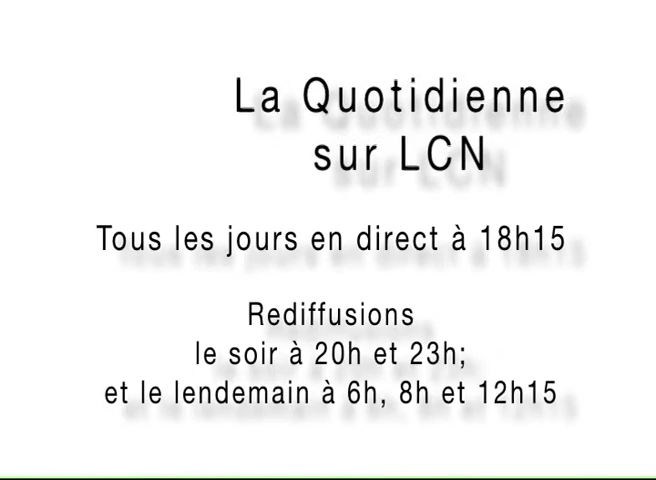 La Quotidienne
sur LCN
Tous les jours en direct à 18h15
Rediffusions
le soir à 20h et 23h;
et le lendemain à 6h, 8h et 12h15